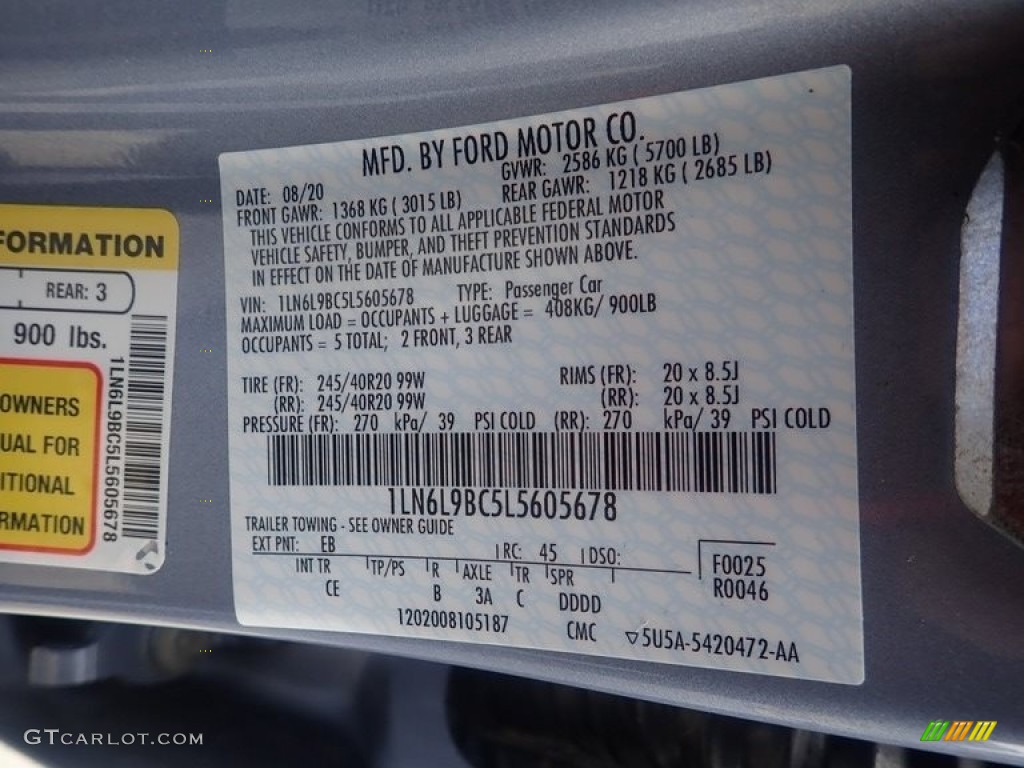 FORMATION
REAR: 3
900 lbs.
OWNERS
UAL FOR
ITIONAL
RMATION
1LN6L9BC5L5605678
MFD. BY FORD MOTOR CO.
DATE: 08/20 GVWR: 2586 KG ( 5700 LB)
FRONT GAWR: 1368 KG ( 3015 LB) REAR GAWR: 1218 KG ( 2685 LB)
THIS VEHICLE CONFORMS TO ALL APPLICABLE FEDERAL MOTOR
VEHICLE SAFETY, BUMPER, AND THEFT PREVENTION STANDARDS
IN EFFECT ON THE DATE OF MANUFACTURE SHOWN ABOVE.
VIN: 1LN6L9BC5L5605678 TYPE: Passenger Car
MAXIMUM LOAD = OCCUPANTS + LUGGAGE = 408KG/ 900LB
OCCUPANTS = 5 TOTAL; 2 FRONT, 3 REAR
TIRE (FR): 245/40R20 99W RIMS (FR): 20 x 8.5J
(RR): 245/40R20 99W (RR): 20 x 8.5J
PRESSURE (FR): 270 kPa/ 39 PSI COLD (RR): 270 kPa/ 39 PSI COLD
1LN6L9BC5L5605678
TRAILER TOWING - SEE OWNER GUIDE
EXT PNT: EB RC: 45 DSO:
F0025
R0046
INT TR TP/PS R AXLE TR SPR
CE B 3A C DDDD
1202008105187 CMC ▽5U5A-5420472-AA
GTCARLOT.COM